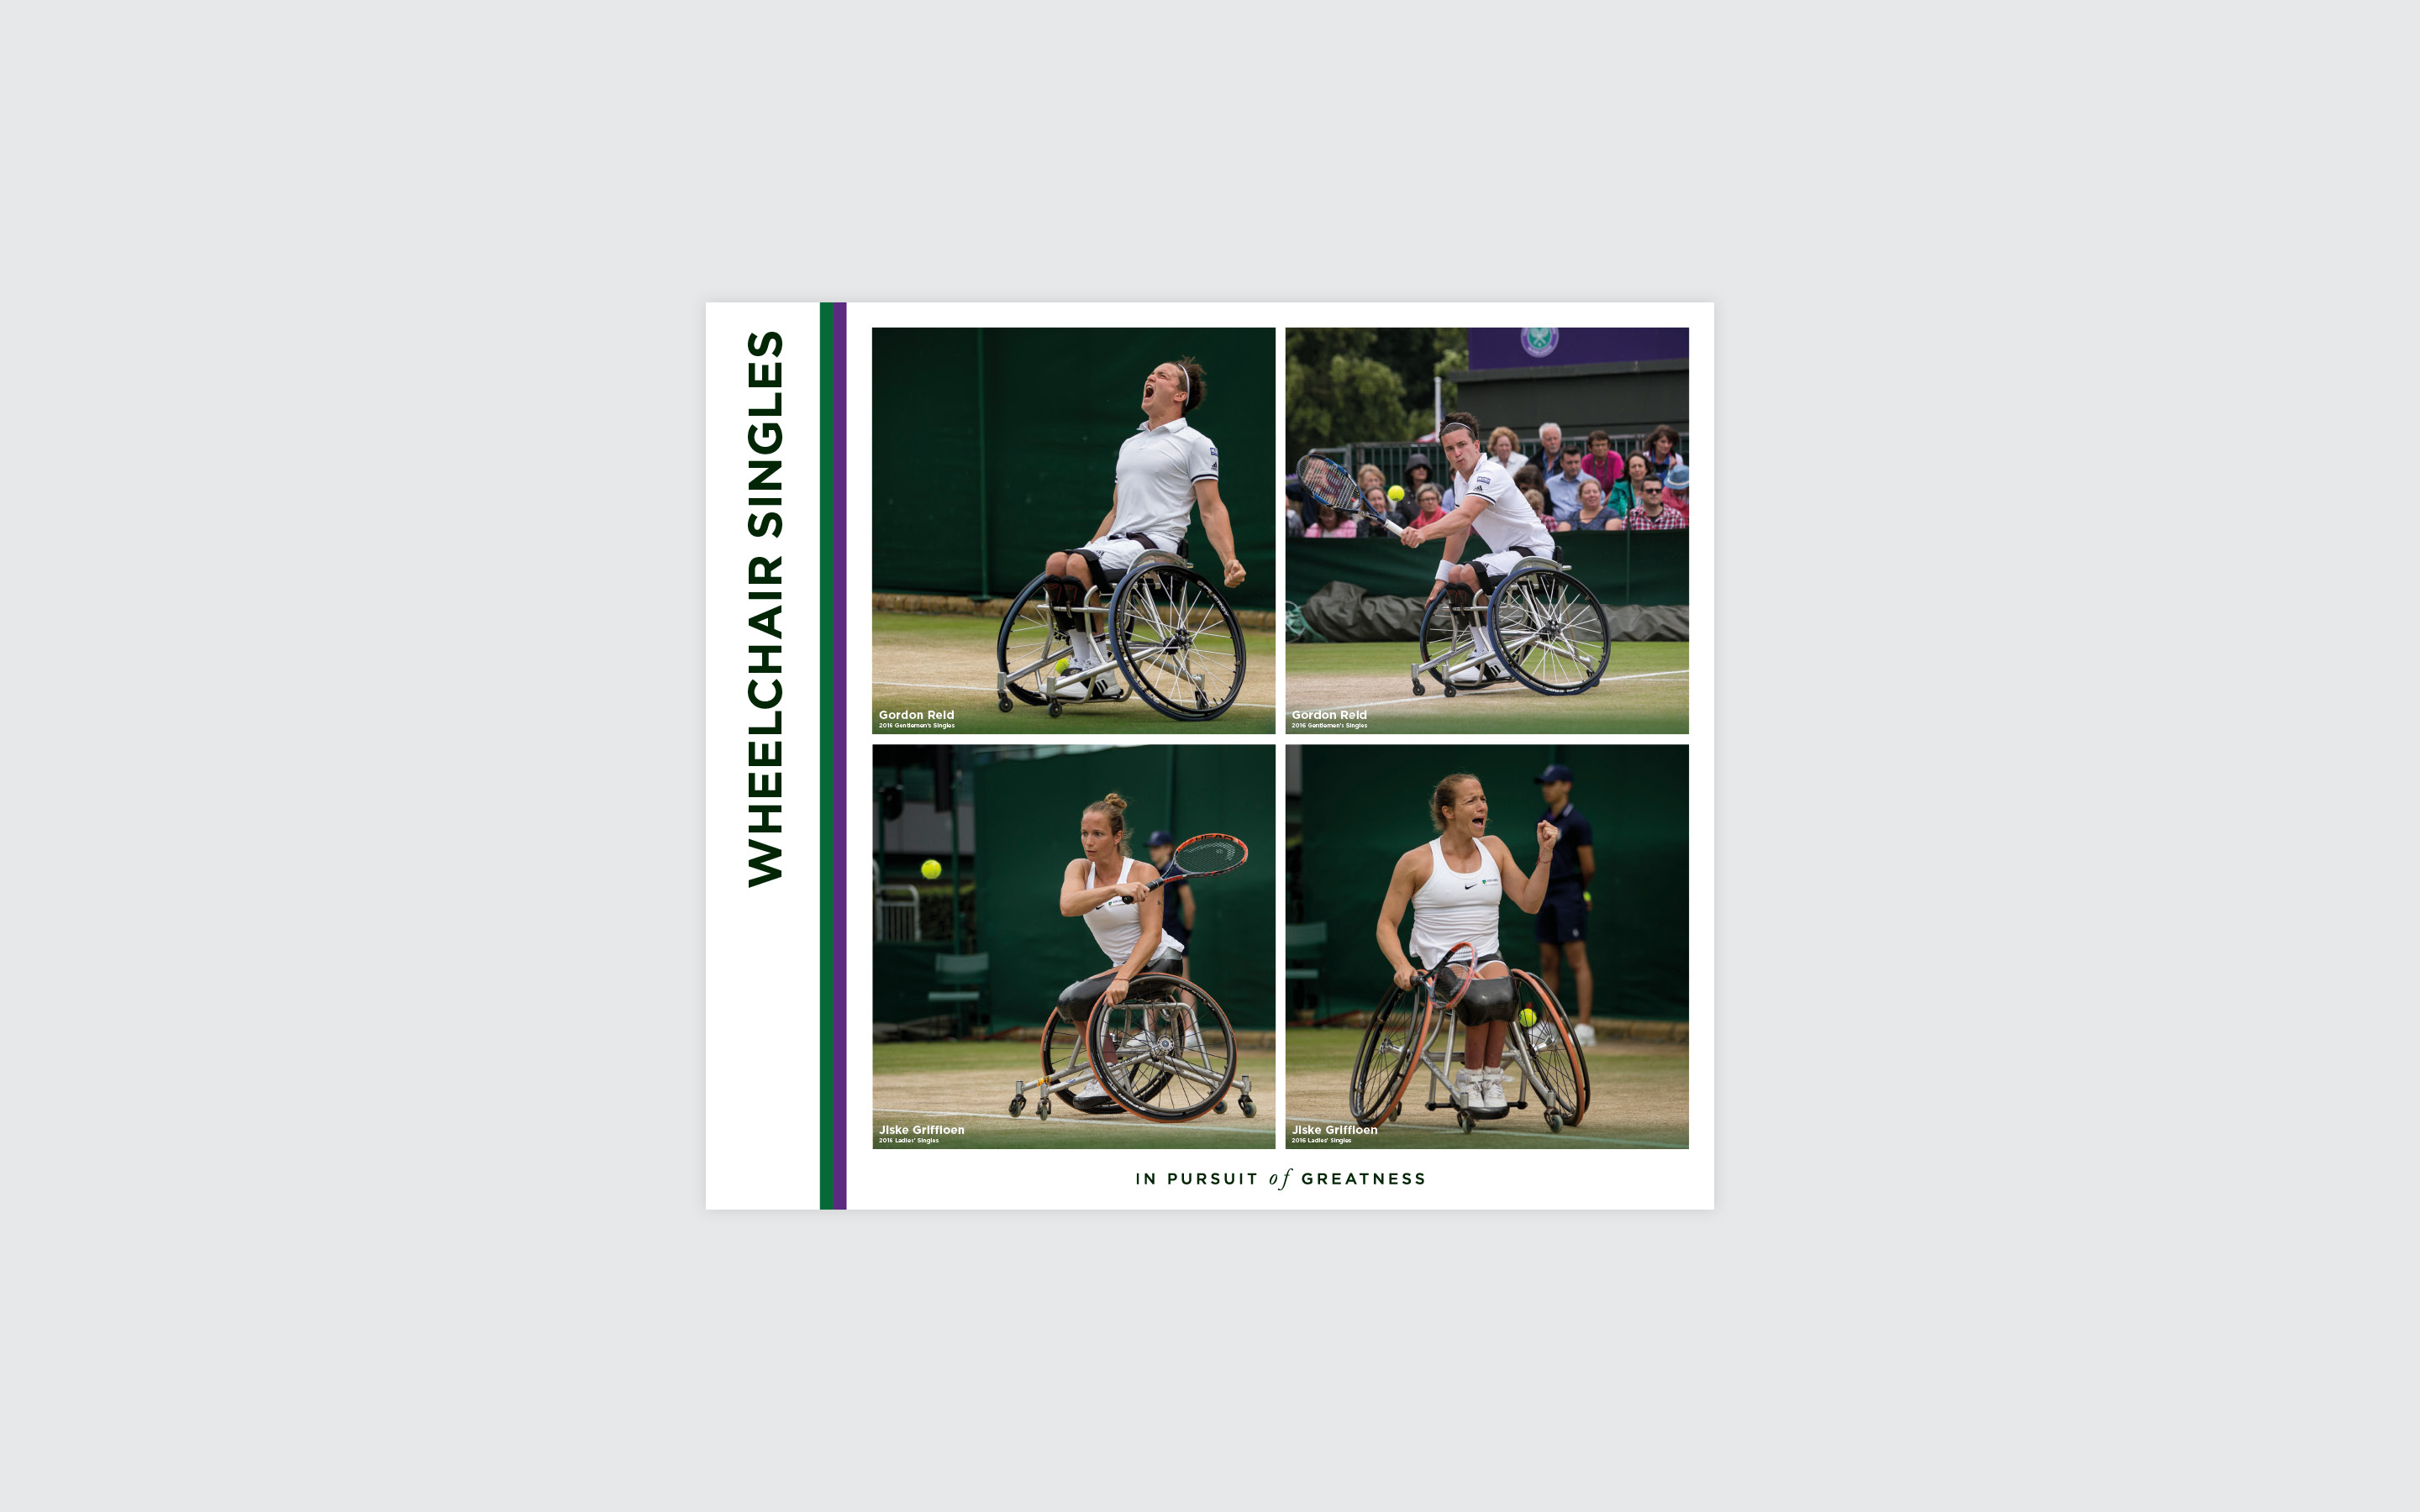 WHEELCHAIR SINGLES
Gordon Reid
2016 Gentlemen's Singles
Gordon Reid
2016 Gentlemen's Singles
HEAD
Jiske Griffioen
2016 Ladies' Singles
Jiske Griffioen
2016 Ladies' Singles
IN PURSUIT of GREATNESS